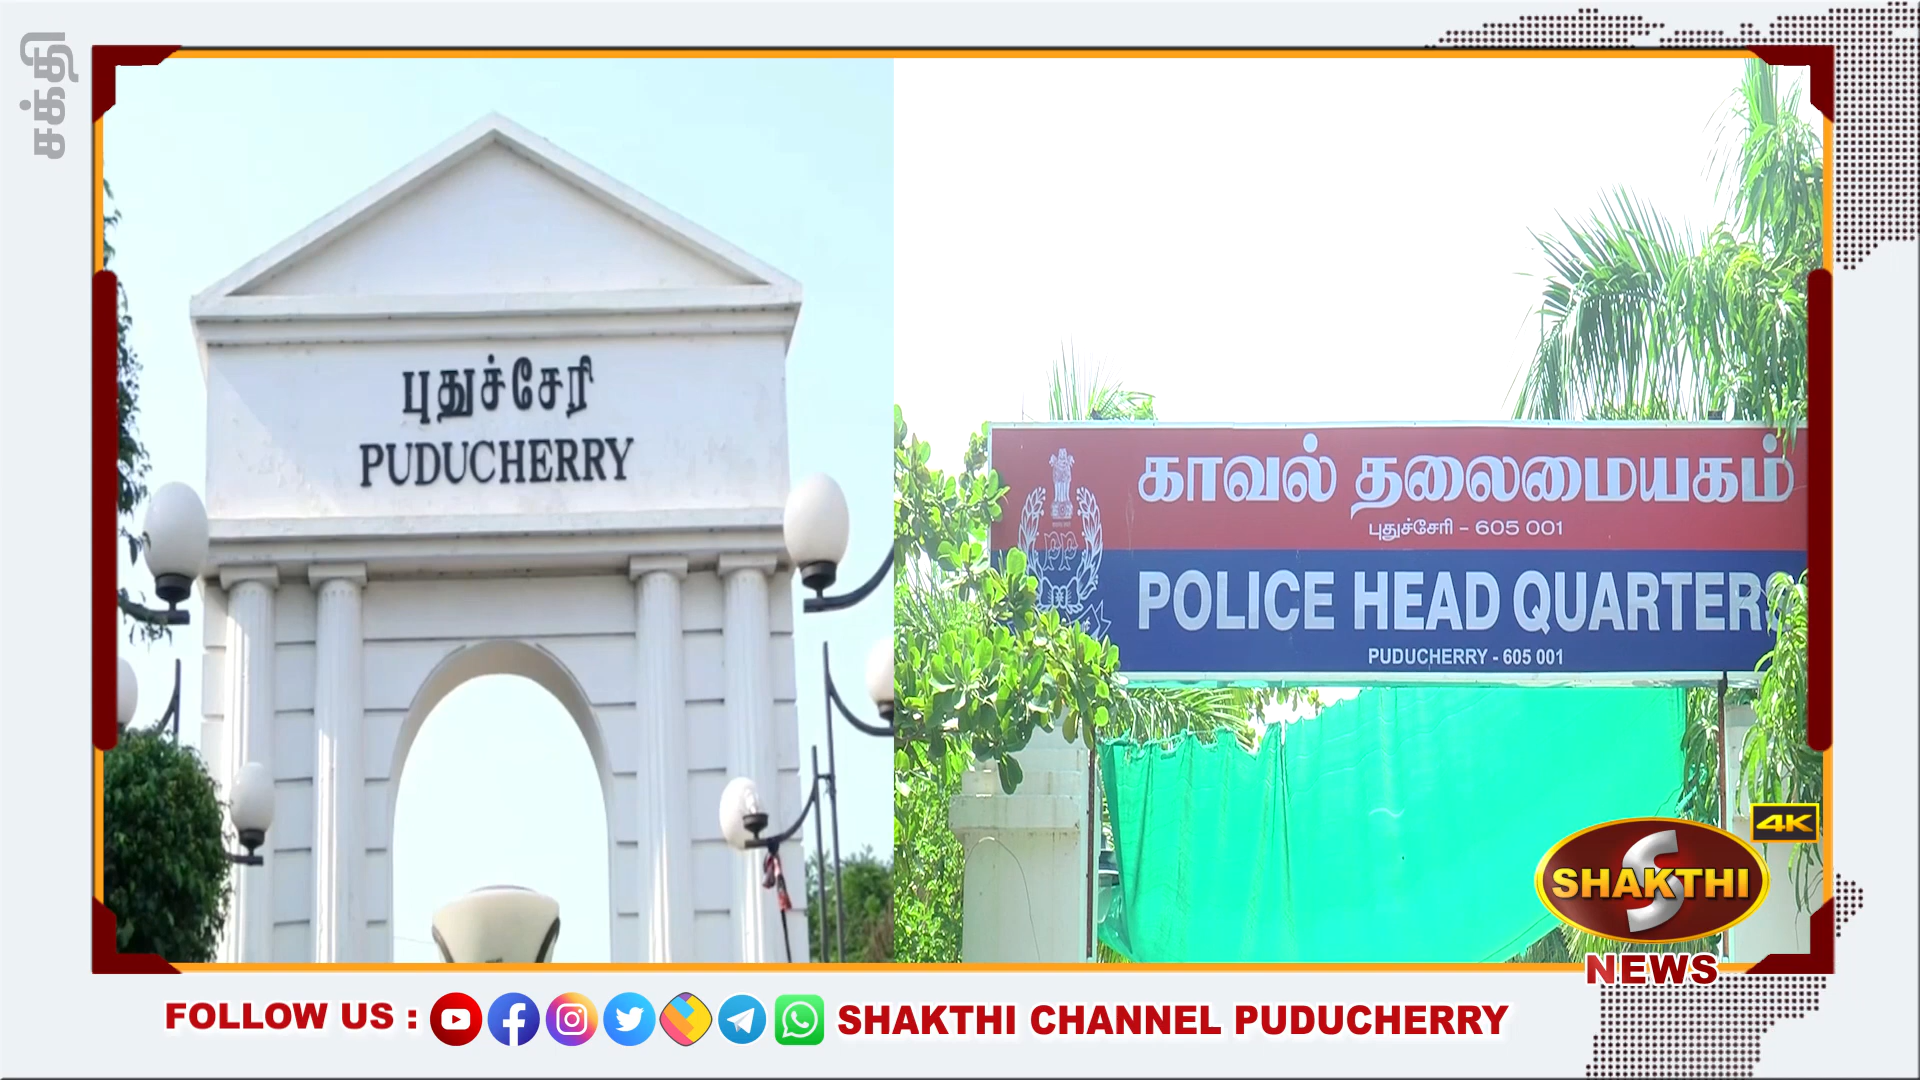 சக்தி
புதுச்சேரி
PUDUCHERRY
காவல் தலைமையகம்
புதுச்சேரி - 605 001
POLICE HEAD QUARTERS
PUDUCHERRY - 605 001
4K
SHAKTHI
NEWS
FOLLOW US : SHAKTHI CHANNEL PUDUCHERRY